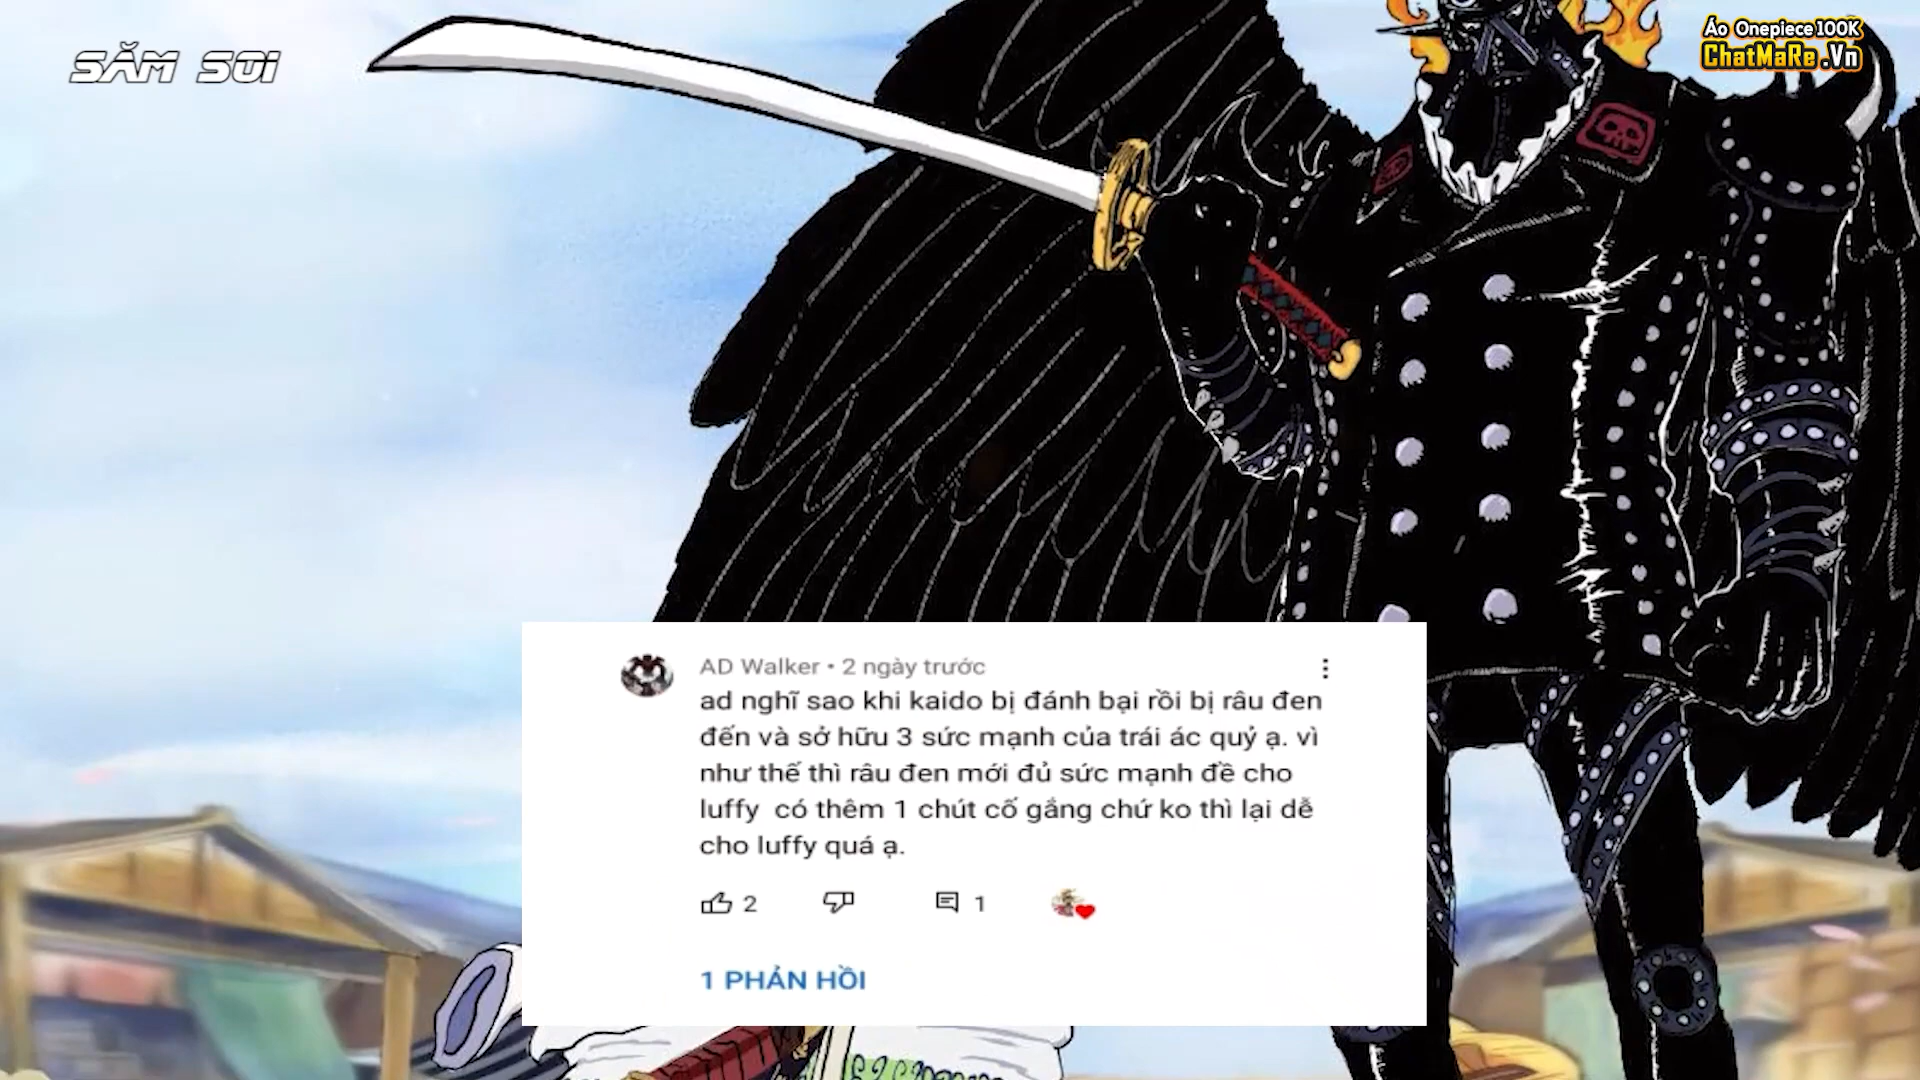 SĂM SOI
Áo Onepiece 100K
ChatMaRe.Vn
AD Walker • 2 ngày trước
ad nghĩ sao khi kaido bị đánh bại rồi bị râu đen
đến và sở hữu 3 sức mạnh của trái ác quỷ ạ. vì
như thế thì râu đen mới đủ sức mạnh đề cho
luffy có thêm 1 chút cố gắng chứ ko thì lại dễ
cho luffy quá ạ.
2
1
1 PHẢN HỒI